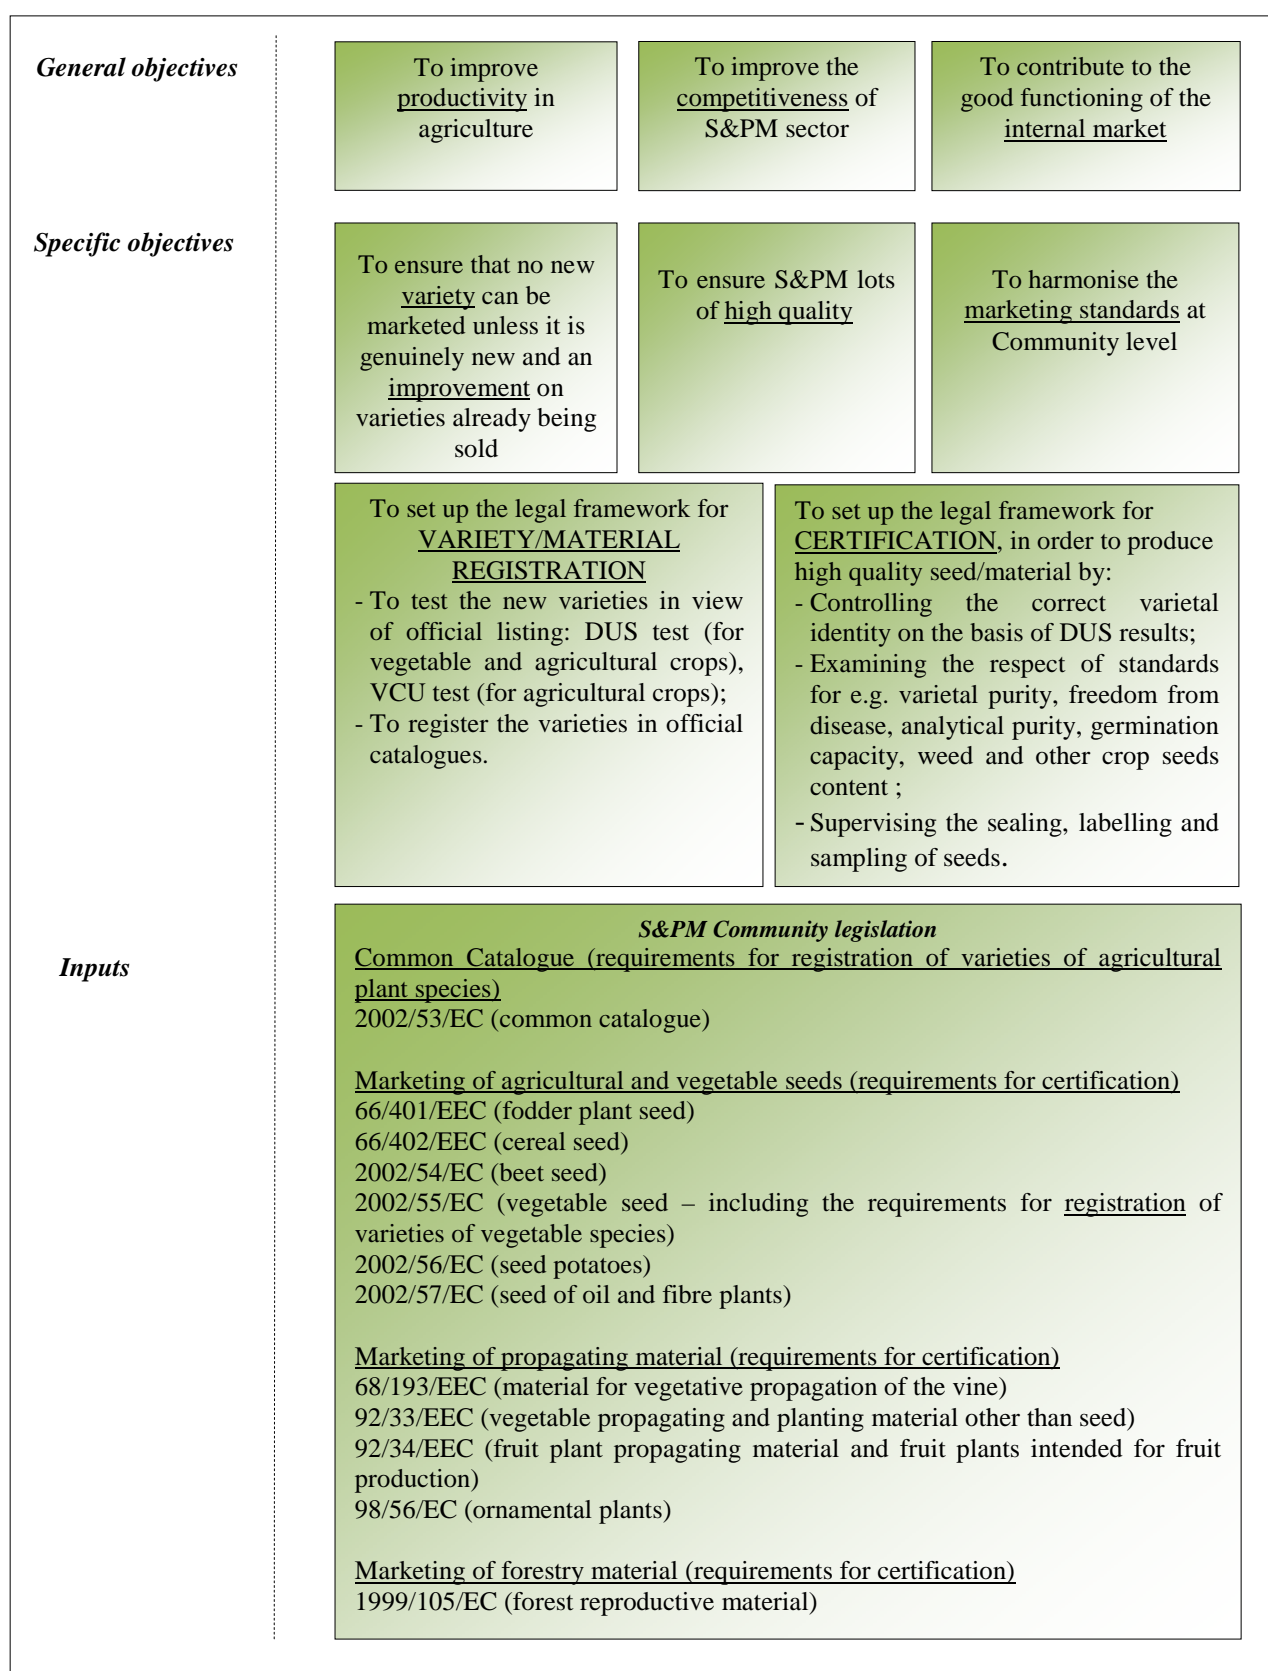 General objectives
To improve
productivity in
agriculture
To improve the
competitiveness of
S&PM sector
To contribute to the
good functioning of the
internal market
Specific objectives
To ensure that no new
variety can be
marketed unless it is
genuinely new and an
improvement on
varieties already being
sold
To ensure S&PM lots
of high quality
To harmonise the
marketing standards at
Community level
To set up the legal framework for
VARIETY/MATERIAL
REGISTRATION
- To test the new varieties in view
of official listing: DUS test (for
vegetable and agricultural crops),
VCU test (for agricultural crops);
- To register the varieties in official
catalogues.
To set up the legal framework for
CERTIFICATION, in order to produce
high quality seed/material by:
- Controlling the correct varietal
identity on the basis of DUS results;
- Examining the respect of standards
for e.g. varietal purity, freedom from
disease, analytical purity, germination
capacity, weed and other crop seeds
content ;
- Supervising the sealing, labelling and
sampling of seeds.
Inputs
S&PM Community legislation
Common Catalogue (requirements for registration of varieties of agricultural
plant species)
2002/53/EC (common catalogue)
Marketing of agricultural and vegetable seeds (requirements for certification)
66/401/EEC (fodder plant seed)
66/402/EEC (cereal seed)
2002/54/EC (beet seed)
2002/55/EC (vegetable seed – including the requirements for registration of
varieties of vegetable species)
2002/56/EC (seed potatoes)
2002/57/EC (seed of oil and fibre plants)
Marketing of propagating material (requirements for certification)
68/193/EEC (material for vegetative propagation of the vine)
92/33/EEC (vegetable propagating and planting material other than seed)
92/34/EEC (fruit plant propagating material and fruit plants intended for fruit
production)
98/56/EC (ornamental plants)
Marketing of forestry material (requirements for certification)
1999/105/EC (forest reproductive material)